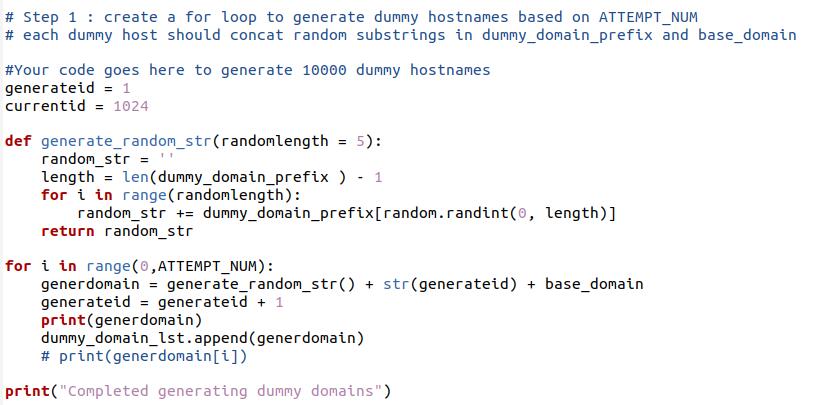 # Step 1 : create a for loop to generate dummy hostnames based on ATTEMPT_NUM
# each dummy host should concat random substrings in dummy_domain_prefix and base_domain

#Your code goes here to generate 10000 dummy hostnames
generateid = 1
currentid = 1024

def generate_random_str(randomlength = 5):
    random_str = ''
    length = len(dummy_domain_prefix ) - 1
    for i in range(randomlength):
        random_str += dummy_domain_prefix[random.randint(0, length)]
    return random_str

for i in range(0,ATTEMPT_NUM):
    generdomain = generate_random_str() + str(generateid) + base_domain
    generateid = generateid + 1
    print(generdomain)
    dummy_domain_lst.append(generdomain)
    # print(generdomain[i])

print("Completed generating dummy domains")